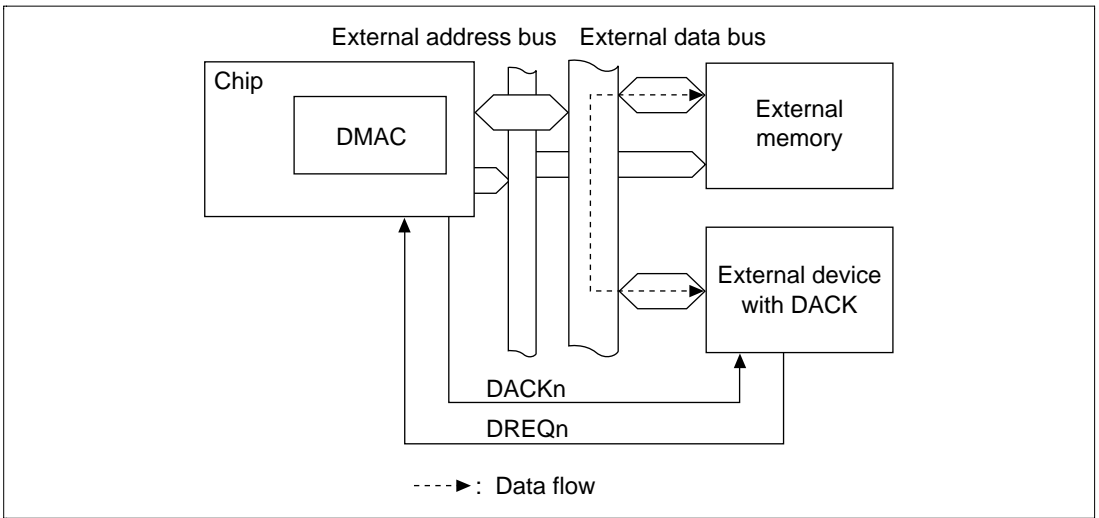 External address bus
External data bus
Chip
DMAC
External
memory
External device
with DACK
DACKn
DREQn
: Data flow